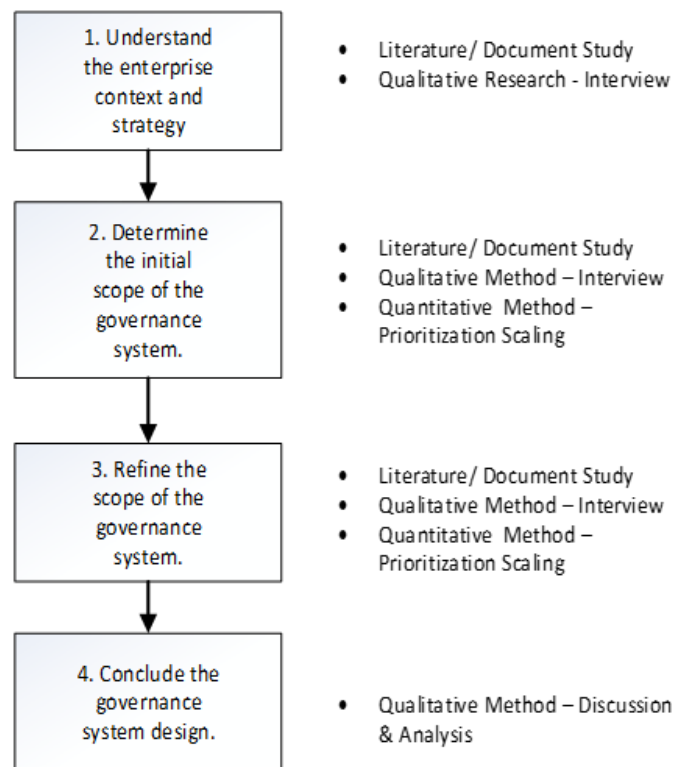 1. Understand
the enterprise
context and
strategy
• Literature/ Document Study
• Qualitative Research - Interview
2. Determine
the initial
scope of the
governance
system.
• Literature/ Document Study
• Qualitative Method – Interview
• Quantitative Method –
Prioritization Scaling
3. Refine the
scope of the
governance
system.
• Literature/ Document Study
• Qualitative Method – Interview
• Quantitative Method –
Prioritization Scaling
4. Conclude the
governance
system design.
• Qualitative Method – Discussion
& Analysis